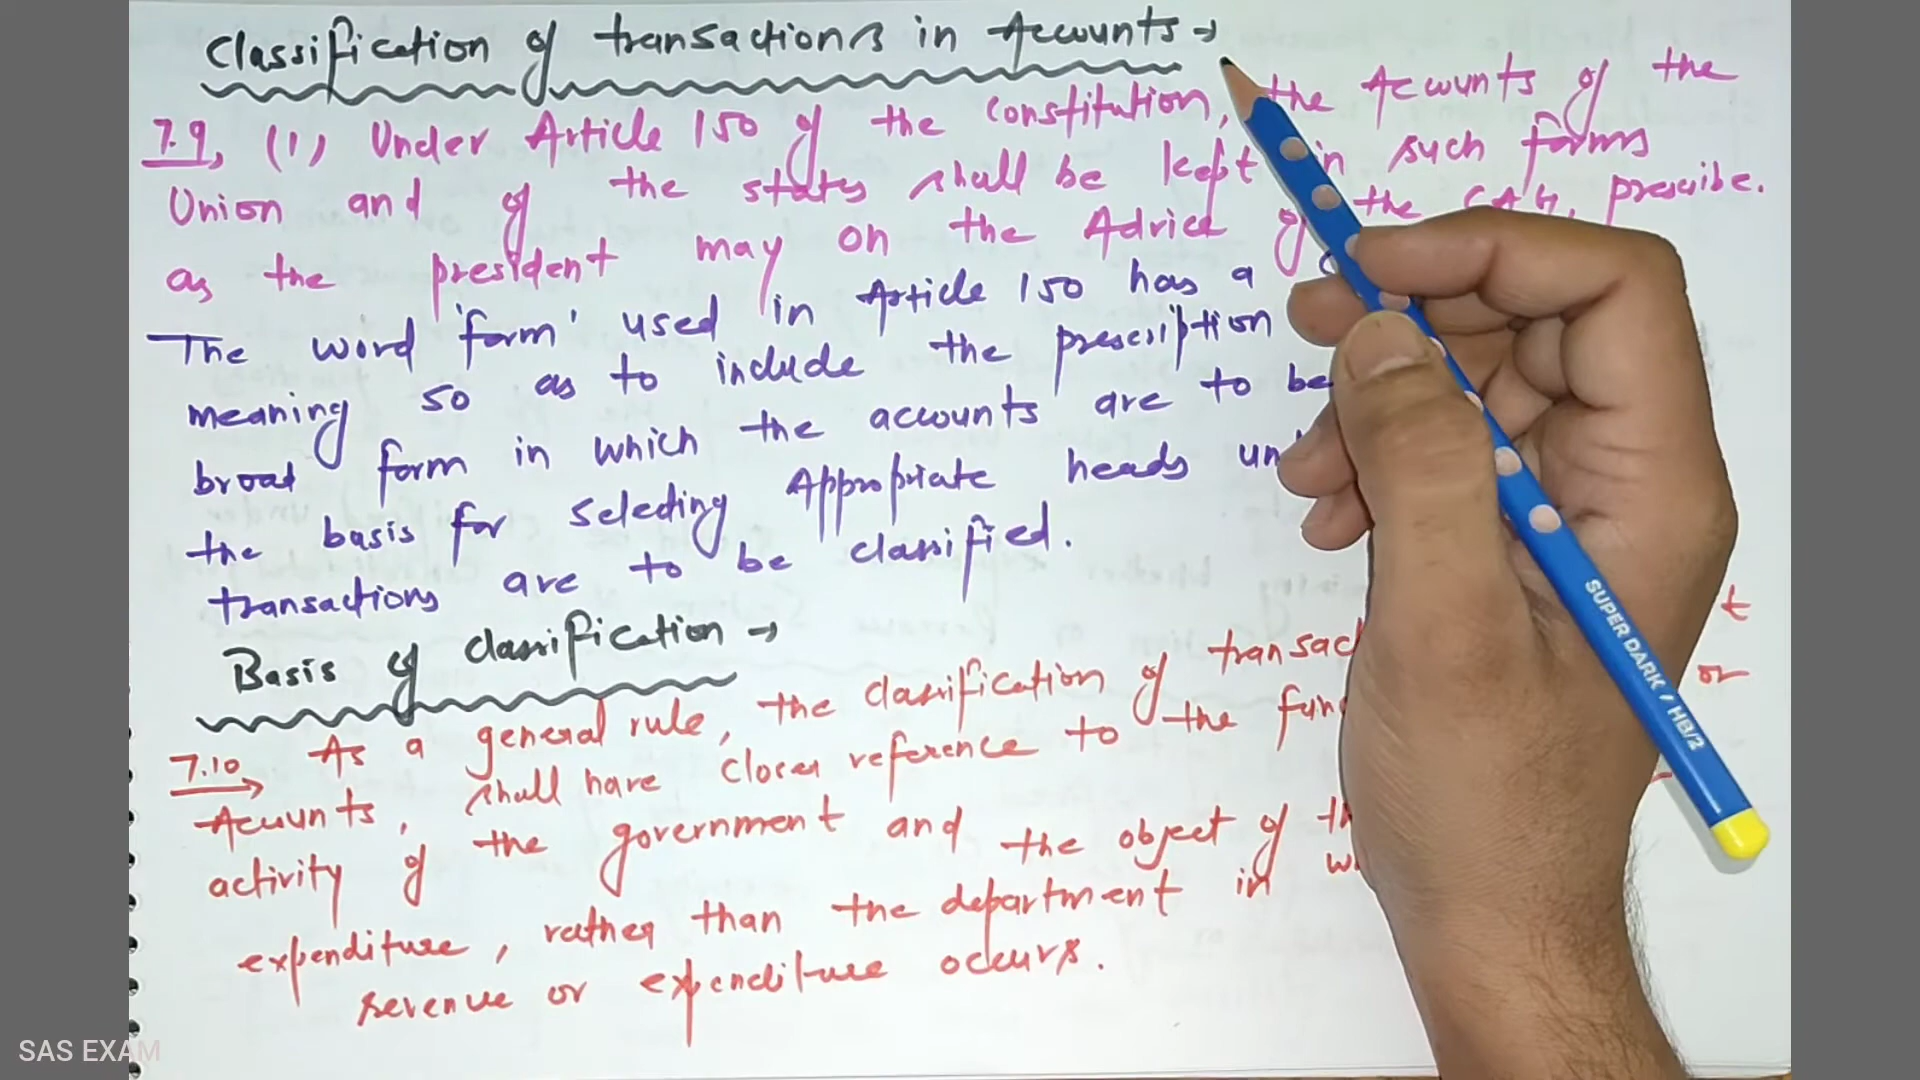 Classification of transactions in Accounts →
7.9, (1) Under Article 150 of the constitution, the Accounts of the
Union and of the states shall be kept in such forms
as the president may on the Advice of the CAG, prescribe.
The word 'form' used in Article 150 has a
meaning so as to include the prescription
broad form in which the accounts are to be
the basis for selecting Appropriate heads
transactions are to be classified.
Basis of classification →
7.10 As a general rule, the classification of
Accounts, shall have closer reference to the
activity of the government and the object of
expenditure, rather than the department in
revenue or expenditure occurs.
or
SUPER DARK / HB/2
SAS EXAM